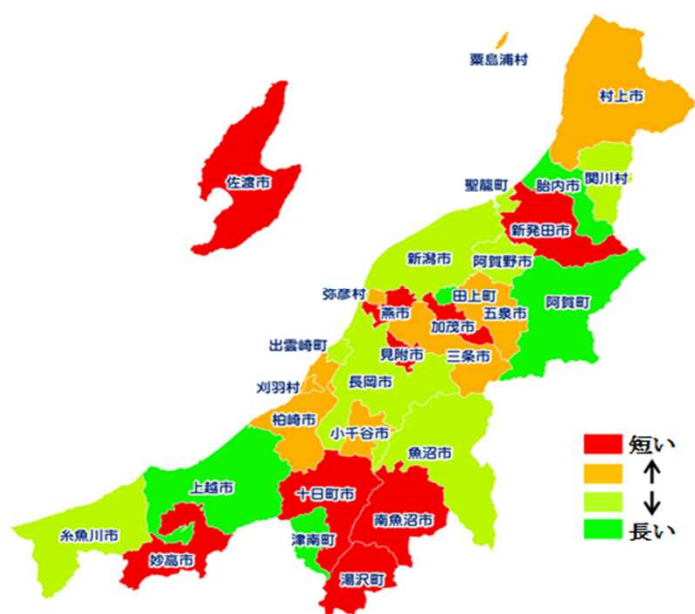 粟島浦村
村上市
佐渡市
関川村
胎内市
聖籠町
新発田市
新潟市
阿賀野市
弥彦村
田上町
阿賀町
燕市
五泉市
加茂市
出雲崎町
見附市
三条市
刈羽村
長岡市
柏崎市
小千谷市
魚沼市
短い
↑
↓
長い
上越市
十日町市
南魚沼市
糸魚川市
津南町
妙高市
湯沢町